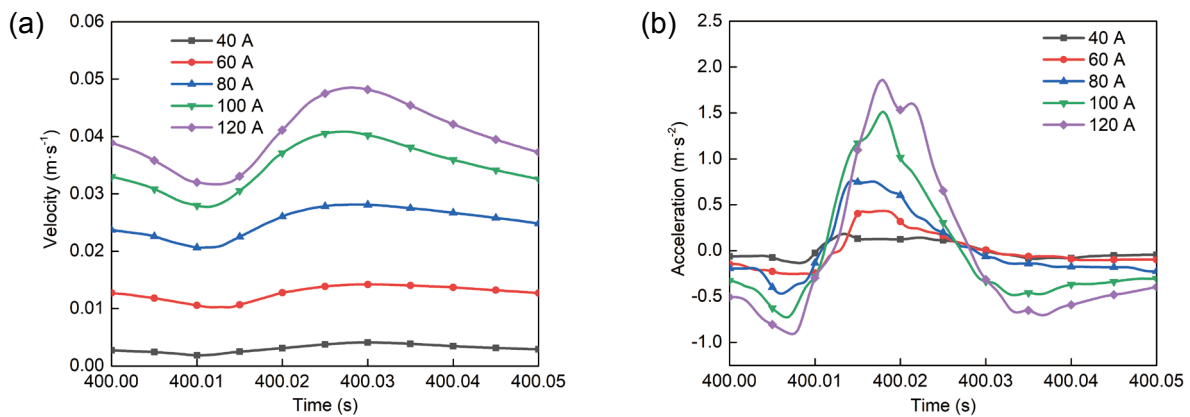 (a)
0.06
0.05
0.04
0.03
0.02
0.01
0.00
Velocity (m·s⁻¹)
40 A
60 A
80 A
100 A
120 A
400.00 400.01 400.02 400.03 400.04 400.05
Time (s)
(b)
2.5
2.0
1.5
1.0
0.5
0.0
-0.5
-1.0
Acceleration (m·s⁻²)
40 A
60 A
80 A
100 A
120 A
400.00 400.01 400.02 400.03 400.04 400.05
Time (s)